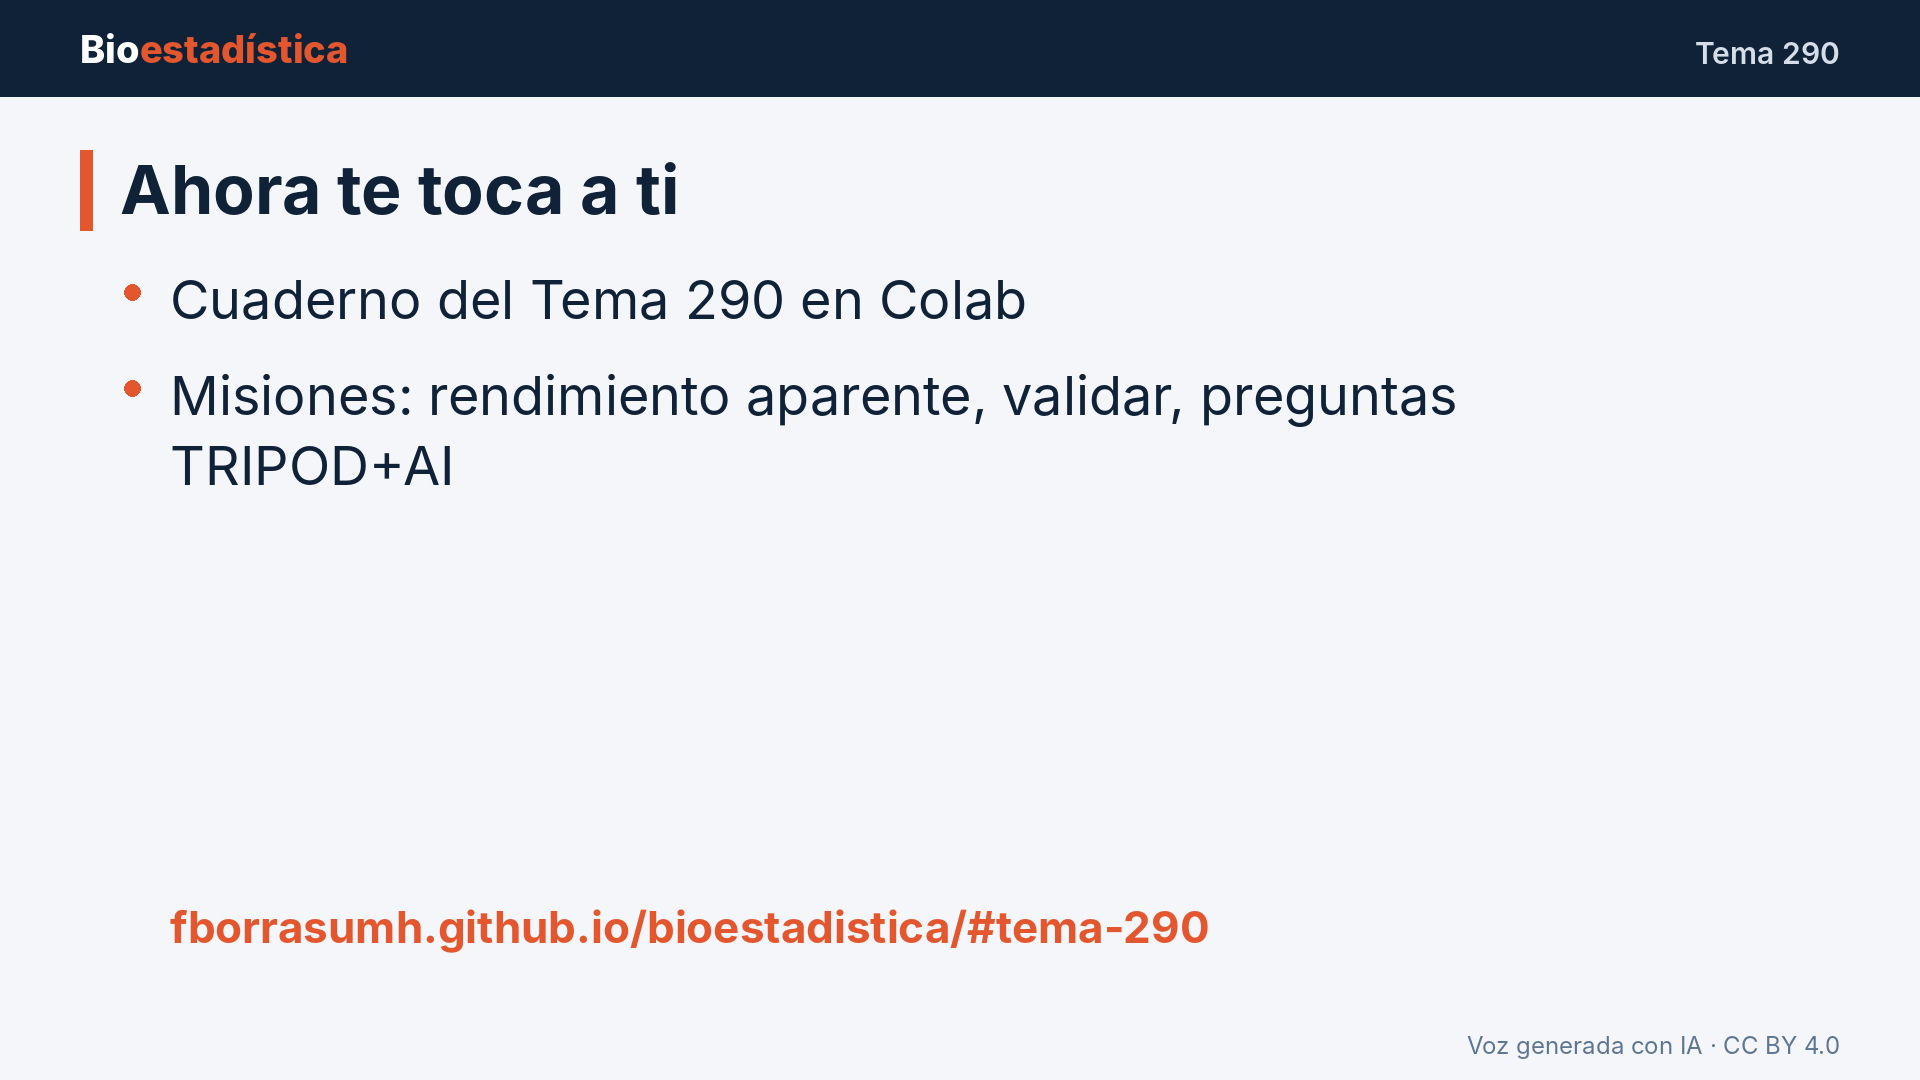 Bioestadística
Tema 290
Ahora te toca a ti
• Cuaderno del Tema 290 en Colab
• Misiones: rendimiento aparente, validar, preguntas
TRIPOD+AI
fborrasumh.github.io/bioestadistica/#tema-290
Voz generada con IA · CC BY 4.0